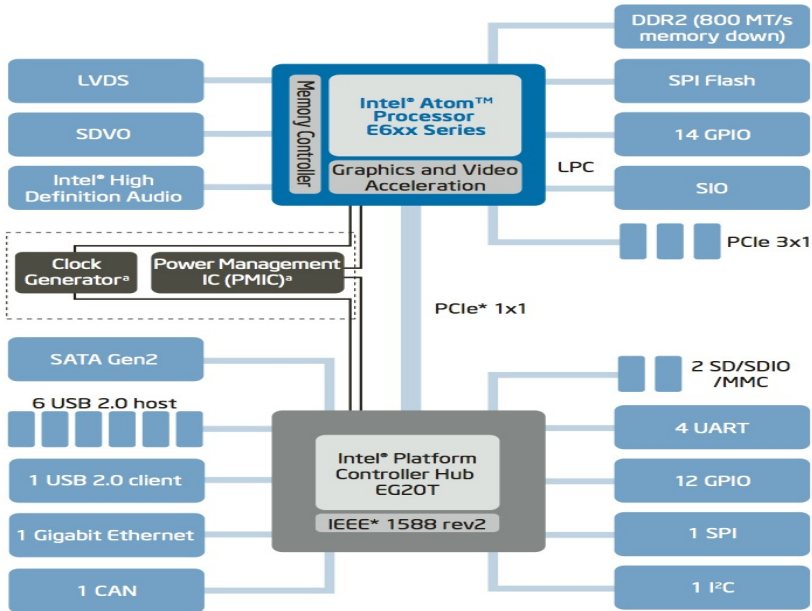 DDR2 (800 MT/s
memory down)
LVDS
SPI Flash
SDVO
14 GPIO
Intel® High
Definition Audio
LPC
SIO
Memory Controller
Intel® Atom™
Processor
E6xx Series
Graphics and Video
Acceleration
PCIe 3x1
Clock
Generatorᵃ
Power Management
IC (PMIC)ᵃ
PCIe* 1x1
SATA Gen2
2 SD/SDIO
/MMC
6 USB 2.0 host
4 UART
Intel® Platform
Controller Hub
EG20T
IEEE* 1588 rev2
1 USB 2.0 client
12 GPIO
1 Gigabit Ethernet
1 SPI
1 CAN
1 I²C